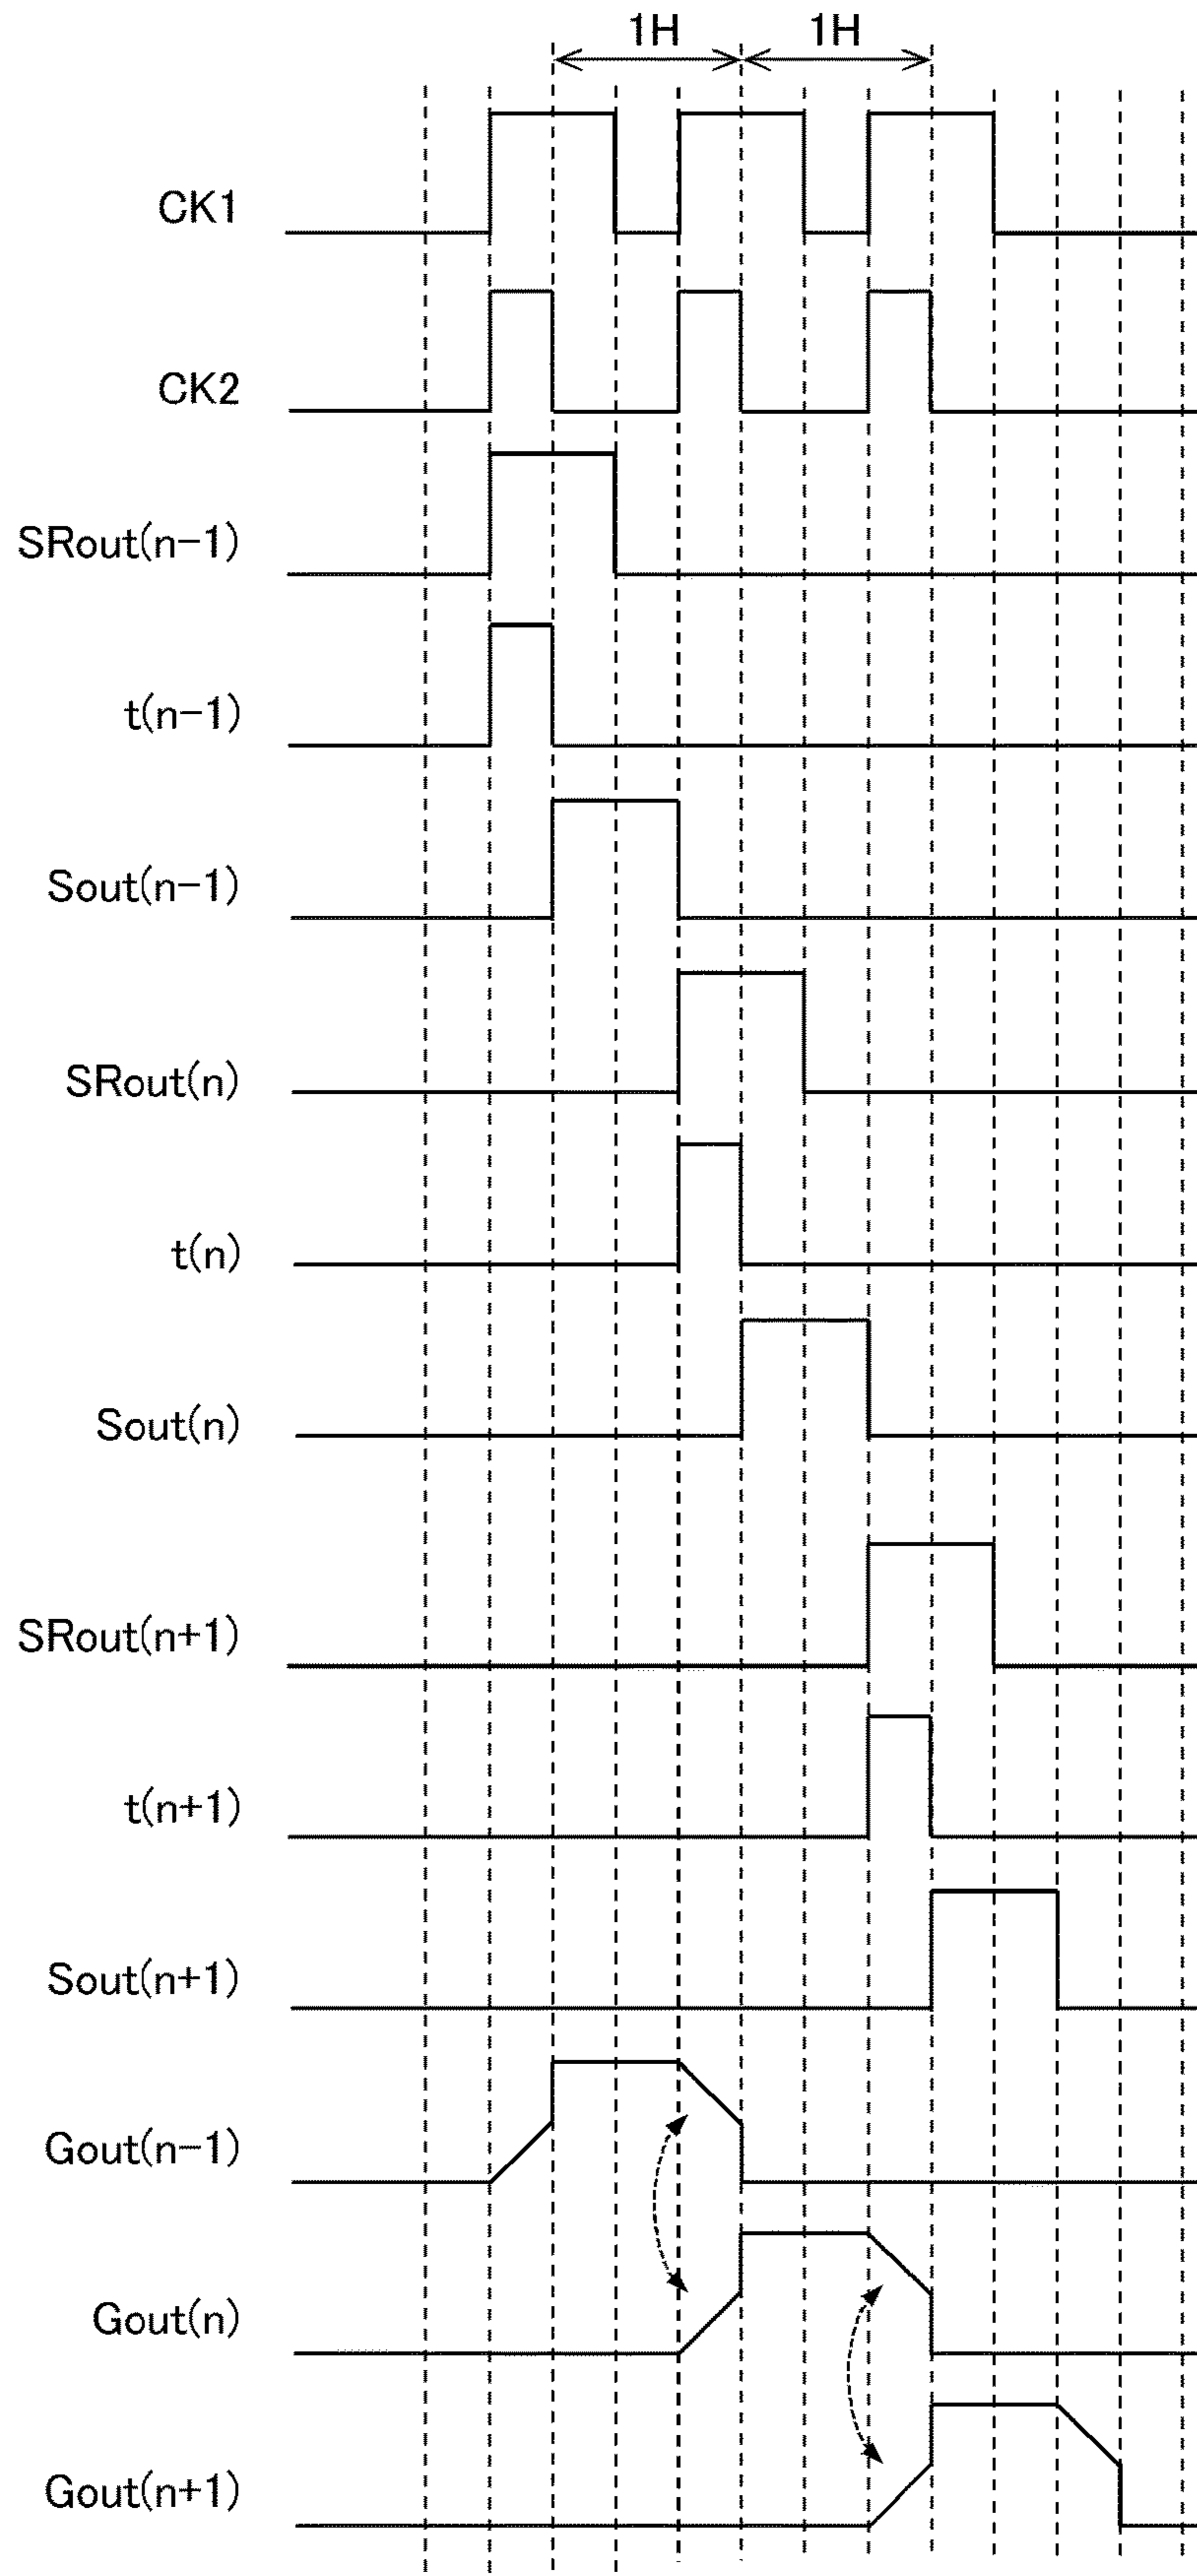 1H 1H
CK1
CK2
SRout(n-1)
t(n-1)
Sout(n-1)
SRout(n)
t(n)
Sout(n)
SRout(n+1)
t(n+1)
Sout(n+1)
Gout(n-1)
Gout(n)
Gout(n+1)